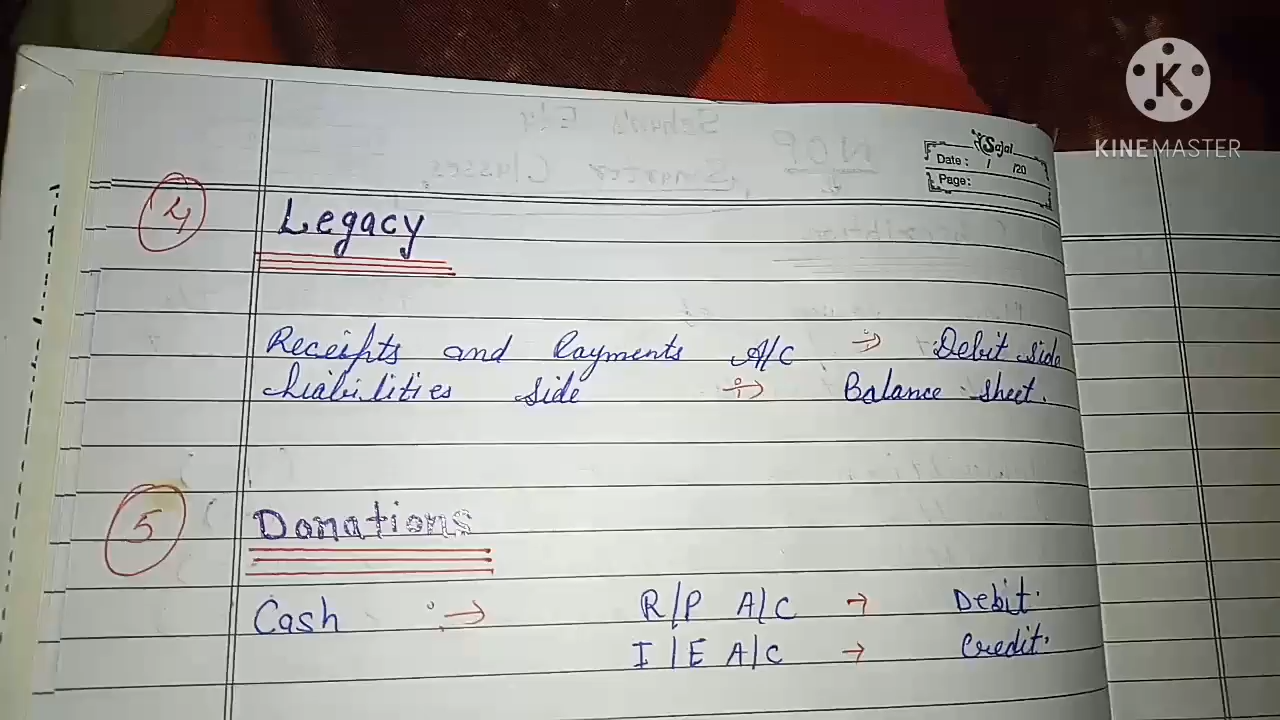 KINEMASTER
Sajal
Date: / /20
Page:
4 Legacy
Receipts and Payments A/C ⇒ Debit side
Liabilities side ⇒ Balance sheet.
5 Donations
Cash :→ R/P A/C → Debit.
I/E A/C → Credit.